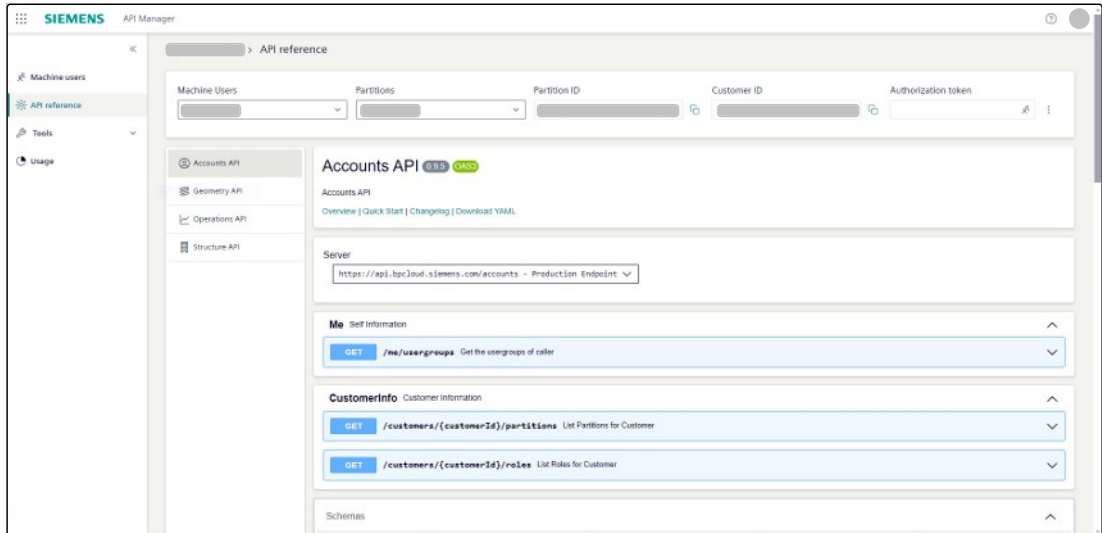 SIEMENS API Manager
> API reference
Machine users
API reference
Tools
Usage
Machine Users
Partitions
Partition ID
Customer ID
Authorization token
Accounts API
Geometry API
Operations API
Structure API
Accounts API 0.9.5 OAS3
Accounts API
Overview | Quick Start | Changelog | Download YAML
Server
https://api.bpcloud.siemens.com/accounts - Production Endpoint
Me Self Information
GET /me/usergroups Get the usergroups of caller
CustomerInfo Customer Information
GET /customers/{customerId}/partitions List Partitions for Customer
GET /customers/{customerId}/roles List Roles for Customer
Schemas